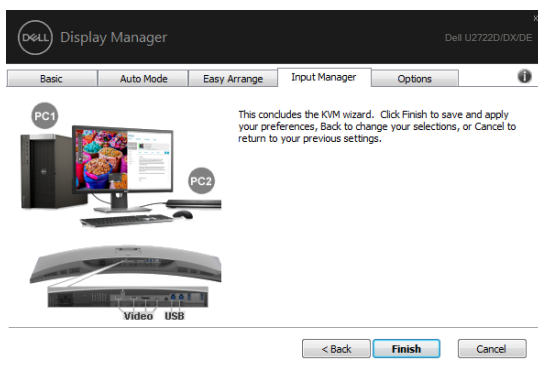 DELL Display Manager
Dell U2722D/DX/DE
x
Basic
Auto Mode
Easy Arrange
Input Manager
Options
i
PC1
This concludes the KVM wizard. Click Finish to save and apply
your preferences, Back to change your selections, or Cancel to
return to your previous settings.
PC2
Video USB
< Back
Finish
Cancel